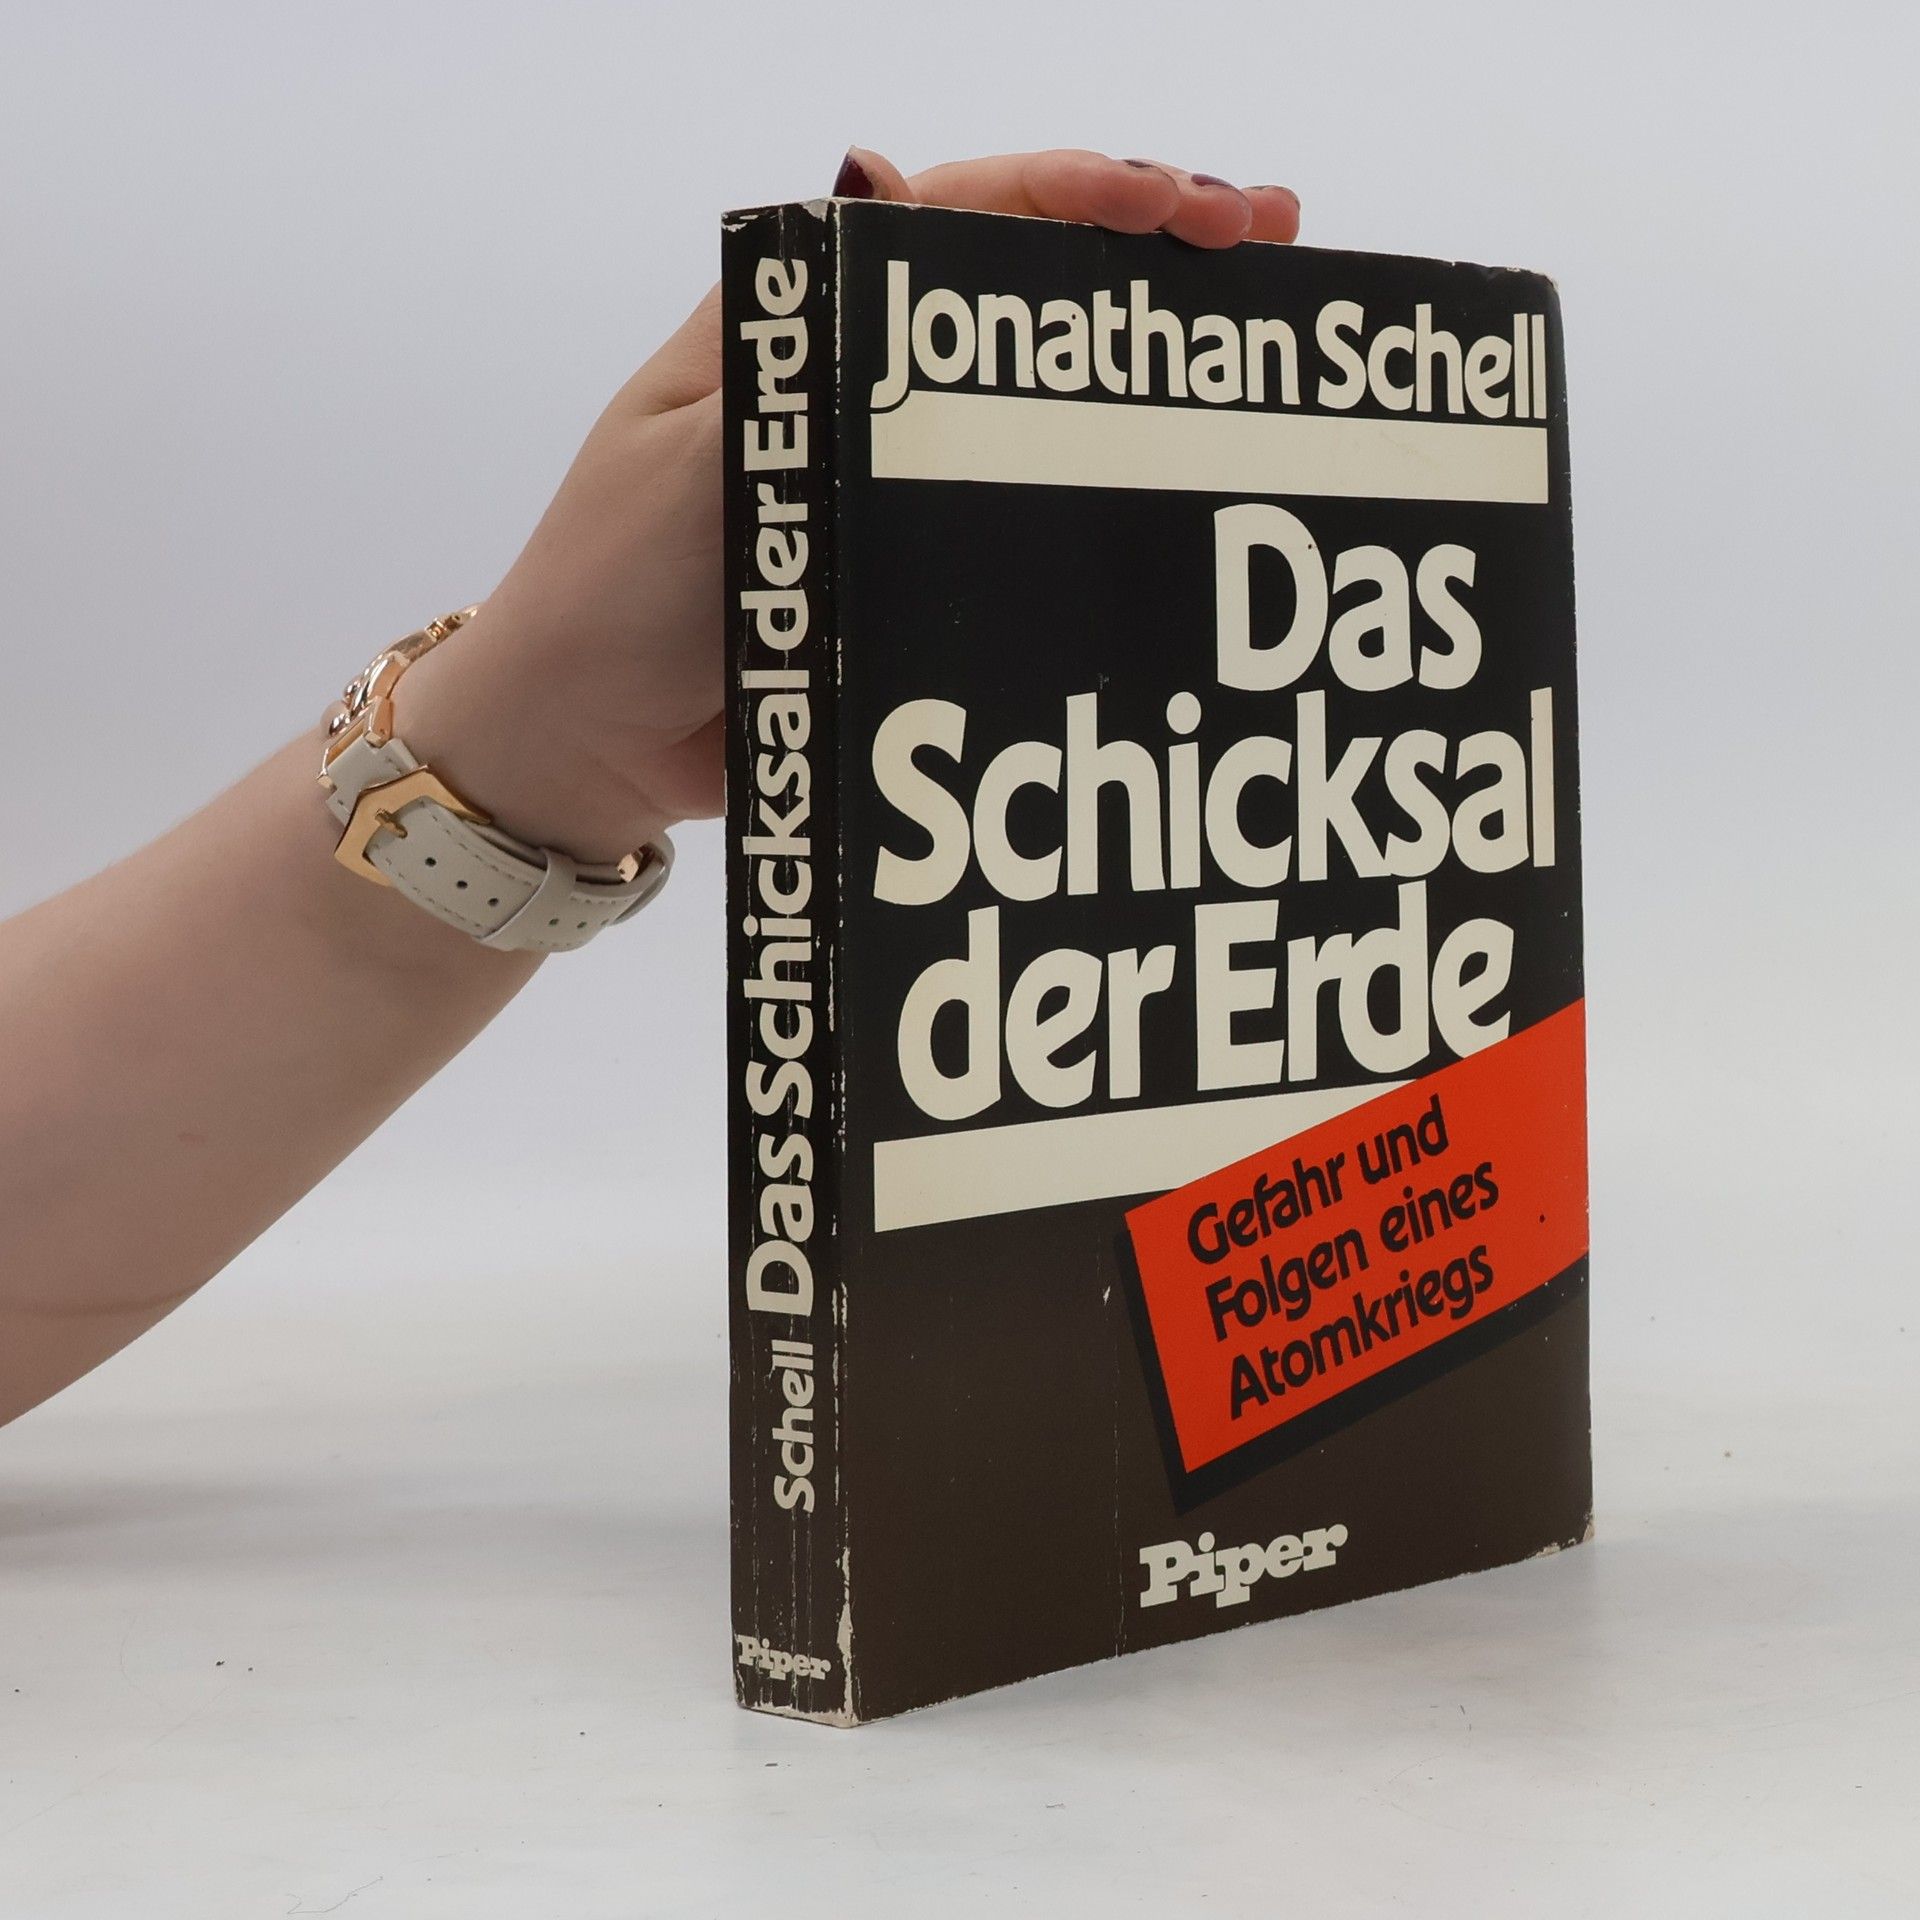 Jonathan Schell
Das
Schicksal
der Erde
Gefahr und
Folgen eines
Atomkriegs
Piper
Schell Das Schicksal der Erde
Piper